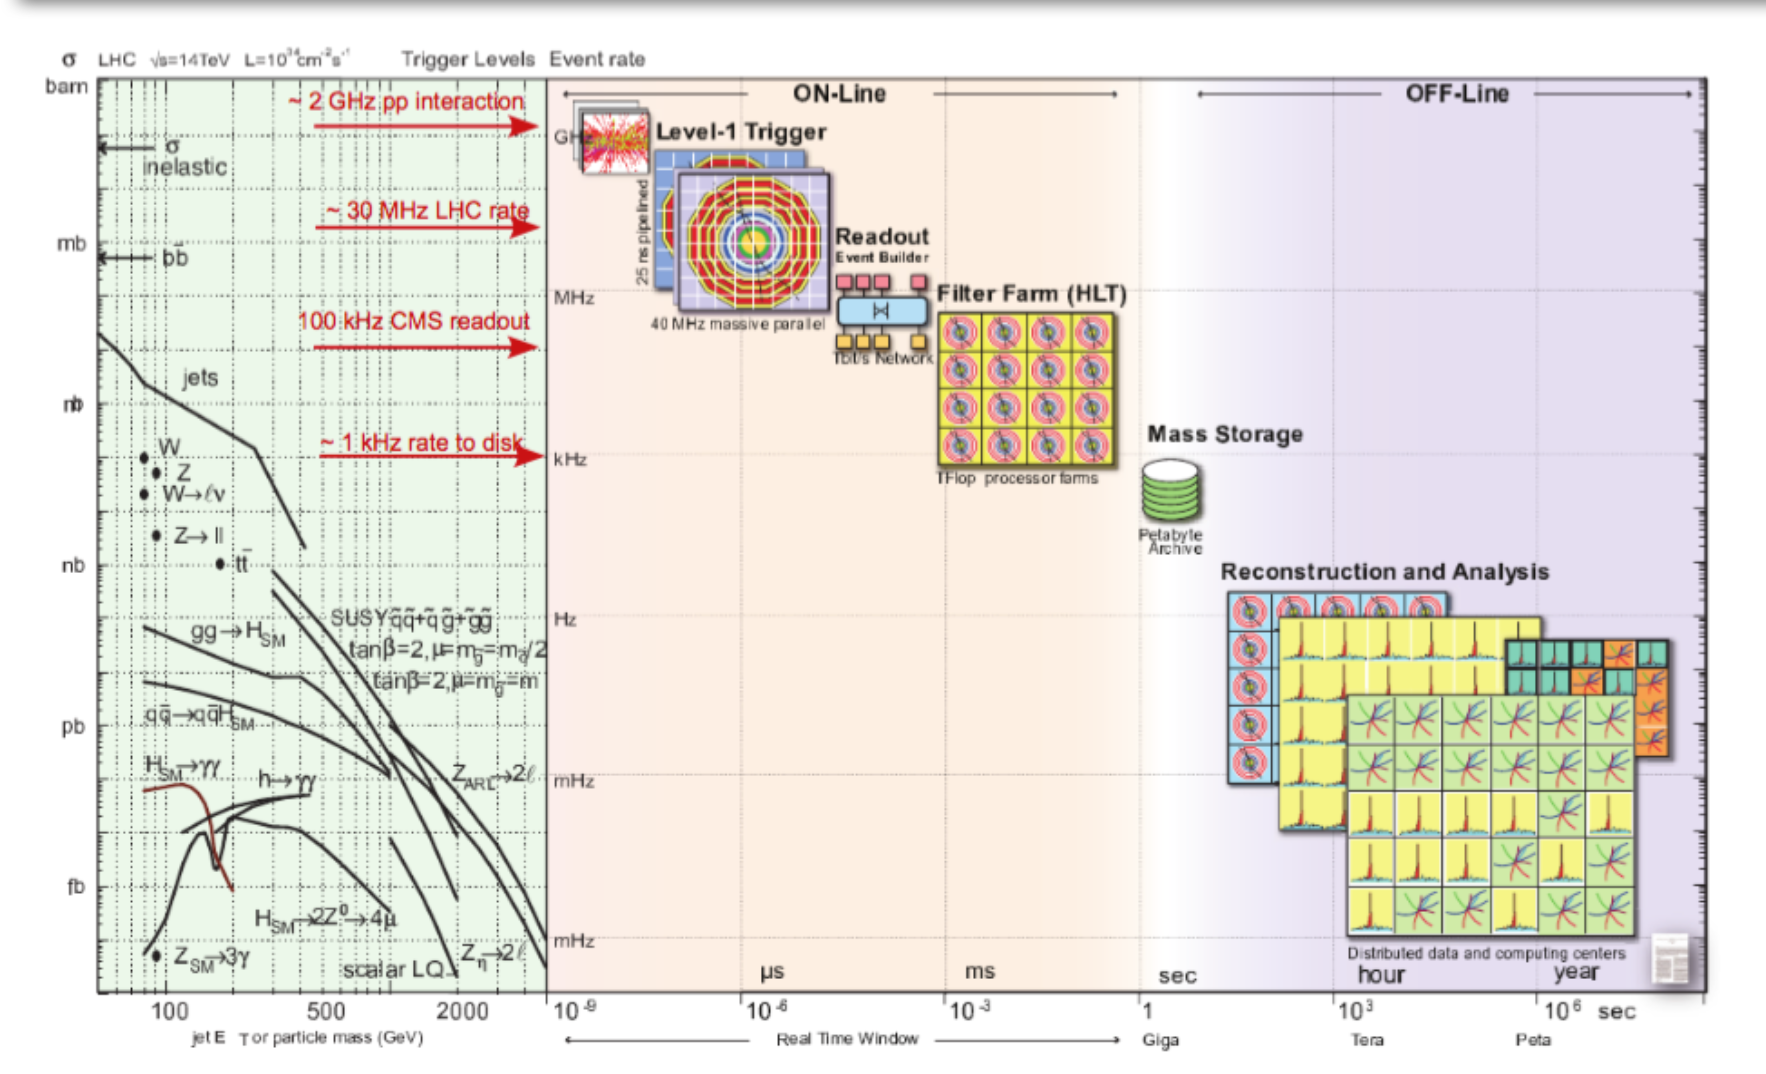 σ LHC √s=14TeV L=10³⁴cm⁻²s⁻¹ Trigger Levels Event rate
barn
~ 2 GHz pp interaction
ON-Line
OFF-Line
GHz
Level-1 Trigger
σ
inelastic
25 ns pipelined
~ 30 MHz LHC rate
mb
bb̄
Readout
Event Builder
MHz
Filter Farm (HLT)
100 kHz CMS readout
40 MHz massive parallel
Tbit/s Network
jets
~ 1 kHz rate to disk
kHz
Mass Storage
W
Z
W→ℓν
TFlop processor farms
Z→ll
Petabyte
Archive
nb
tt̄
Reconstruction and Analysis
SUSY q̃q̃+q̃g̃+g̃g̃
Hz
gg→H_SM
tanβ=2,μ=m_g̃=m_q̃/2
tanβ=2,μ=m_g̃=m
qq̄→qq̄H_SM
pb
H_SM→γγ
h→γγ
Z_ARL→2ℓ
mHz
fb
H_SM→2Z⁰→4μ
mHz
Z_SM→3γ
scalar LQ
Z_η→2ℓ
Distributed data and computing centers
μs ms sec hour year
100 500 2000 10⁻⁹ 10⁻⁶ 10⁻³ 1 10³ 10⁶ sec
jet E T or particle mass (GeV) Real Time Window Giga Tera Peta